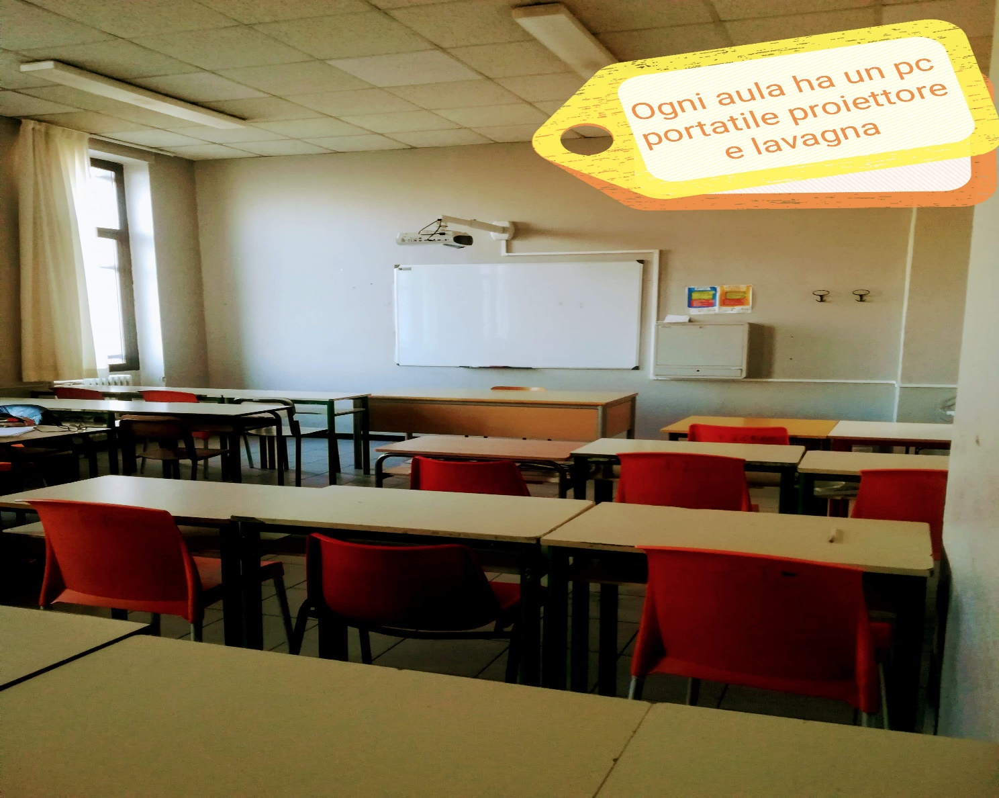 Ogni aula ha un pc
portatile proiettore
e lavagna